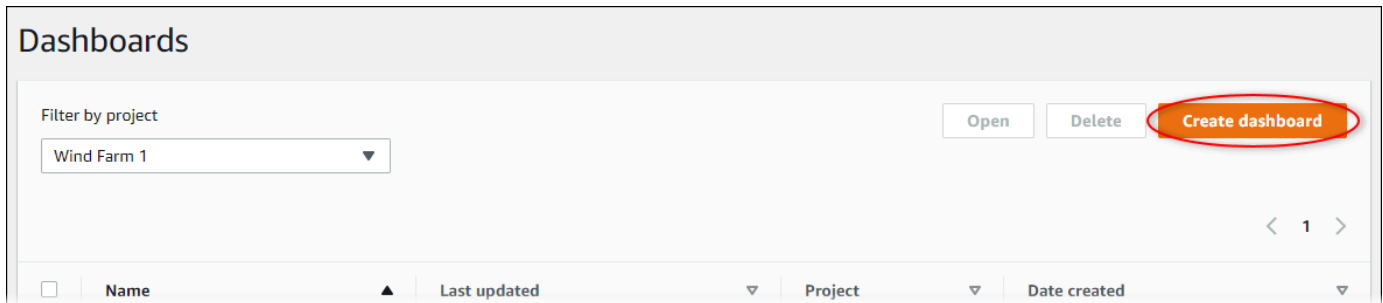 Dashboards
Filter by project
Open Delete Create dashboard
Wind Farm 1
1
Name Last updated Project Date created